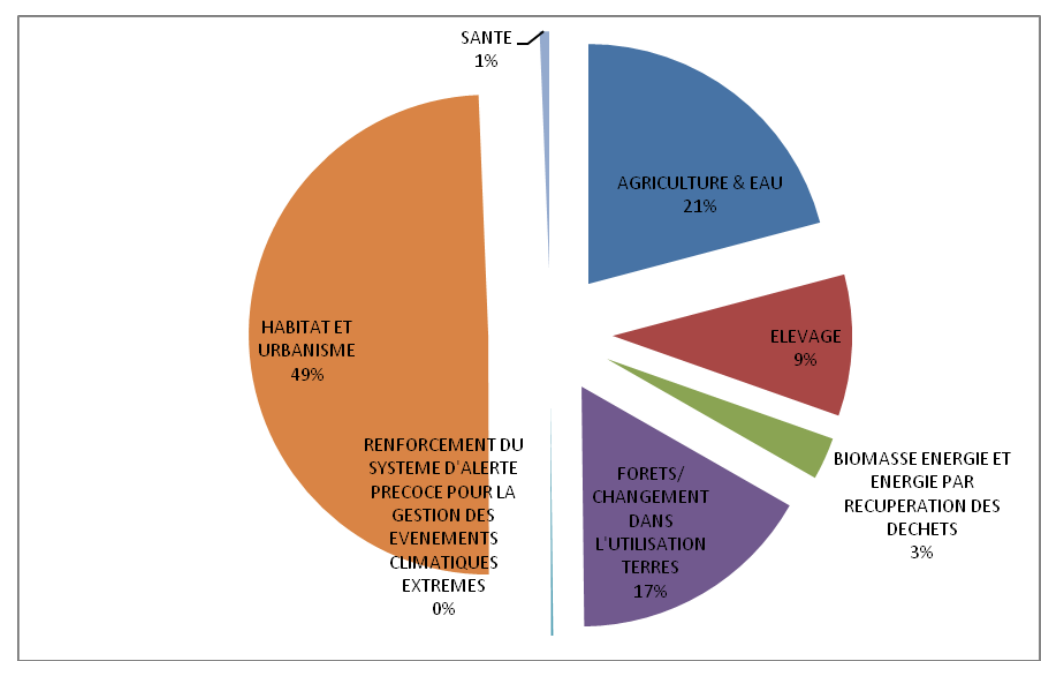 SANTE
1%
AGRICULTURE & EAU
21%
ELEVAGE
9%
BIOMASSE ENERGIE ET
ENERGIE PAR
RECUPERATION DES
DECHETS
3%
FORETS/
CHANGEMENT
DANS
L'UTILISATION
TERRES
17%
RENFORCEMENT DU
SYSTEME D'ALERTE
PRECOCE POUR LA
GESTION DES
EVENEMENTS
CLIMATIQUES
EXTREMES
0%
HABITAT ET
URBANISME
49%